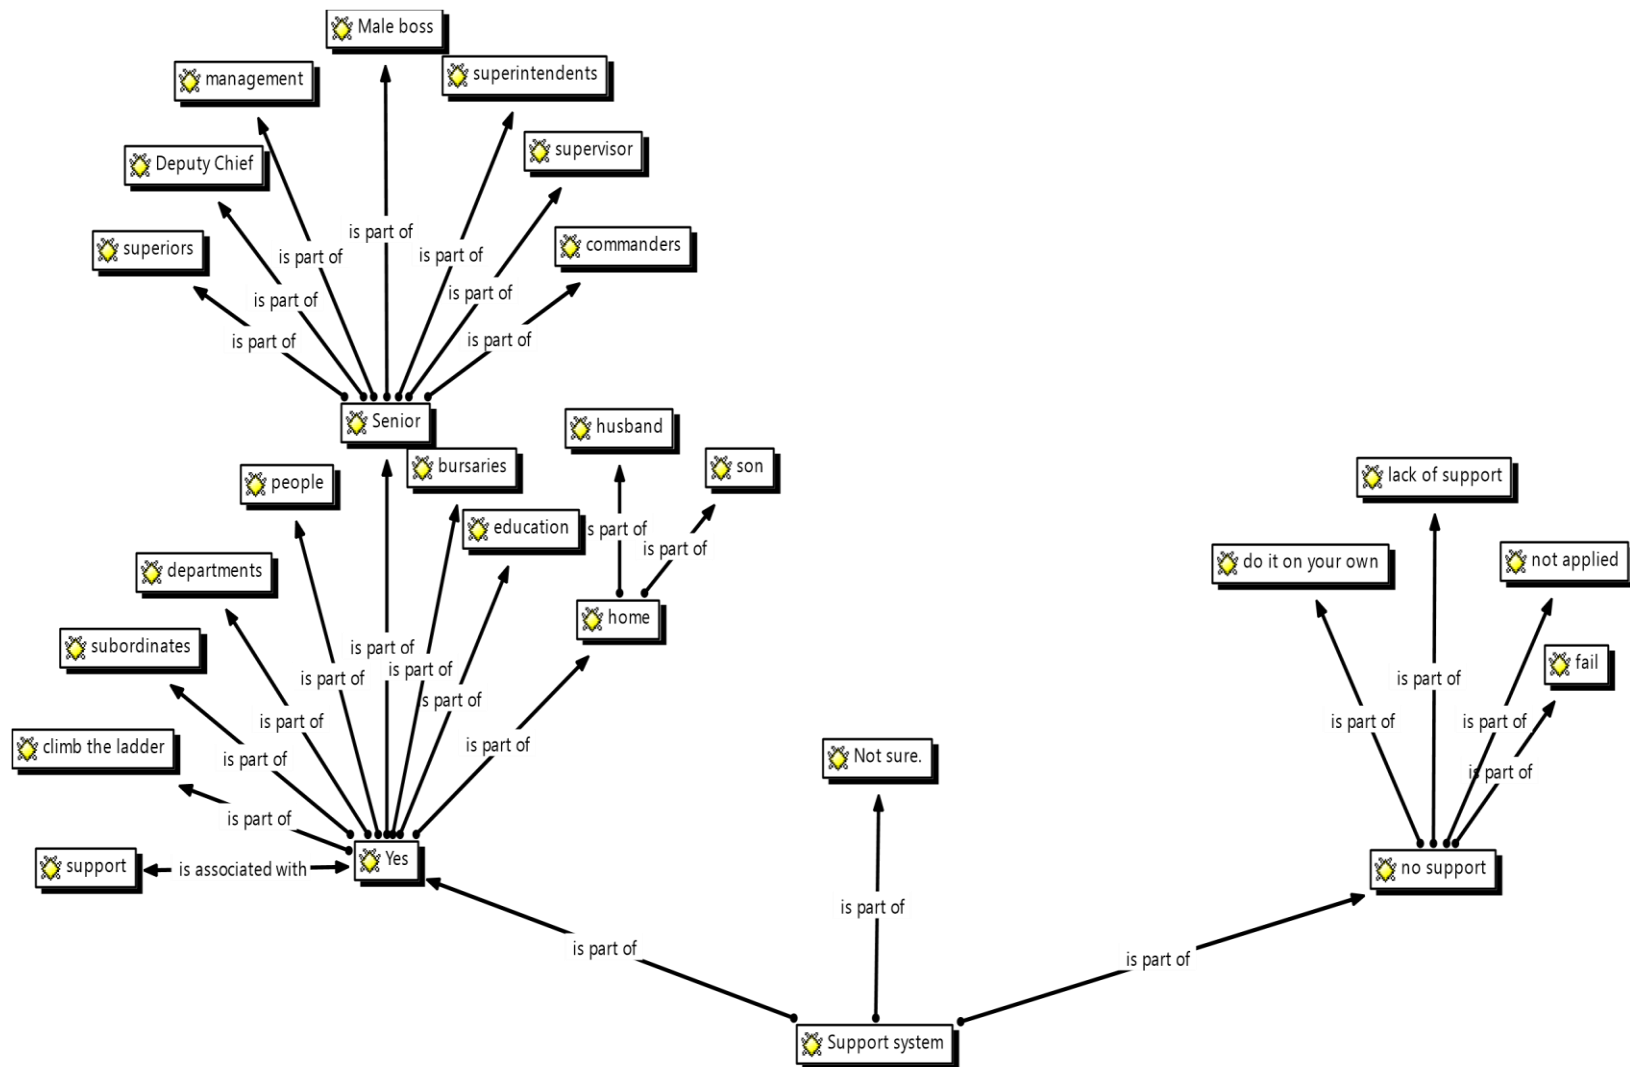 Male boss
superintendents
management
supervisor
Deputy Chief
commanders
superiors
is part of
is part of
is part of
is part of
is part of
is part of
is part of
Senior
husband
bursaries
son
lack of support
people
education
s part of
is part of
do it on your own
not applied
departments
home
subordinates
fail
is part of
is part of
is part of
is part of
s part of
is part of
is part of
is part of
is part of
is part of
is part of
climb the ladder
Not sure.
is part of
is part of
support
is associated with
Yes
no support
is part of
is part of
is part of
Support system